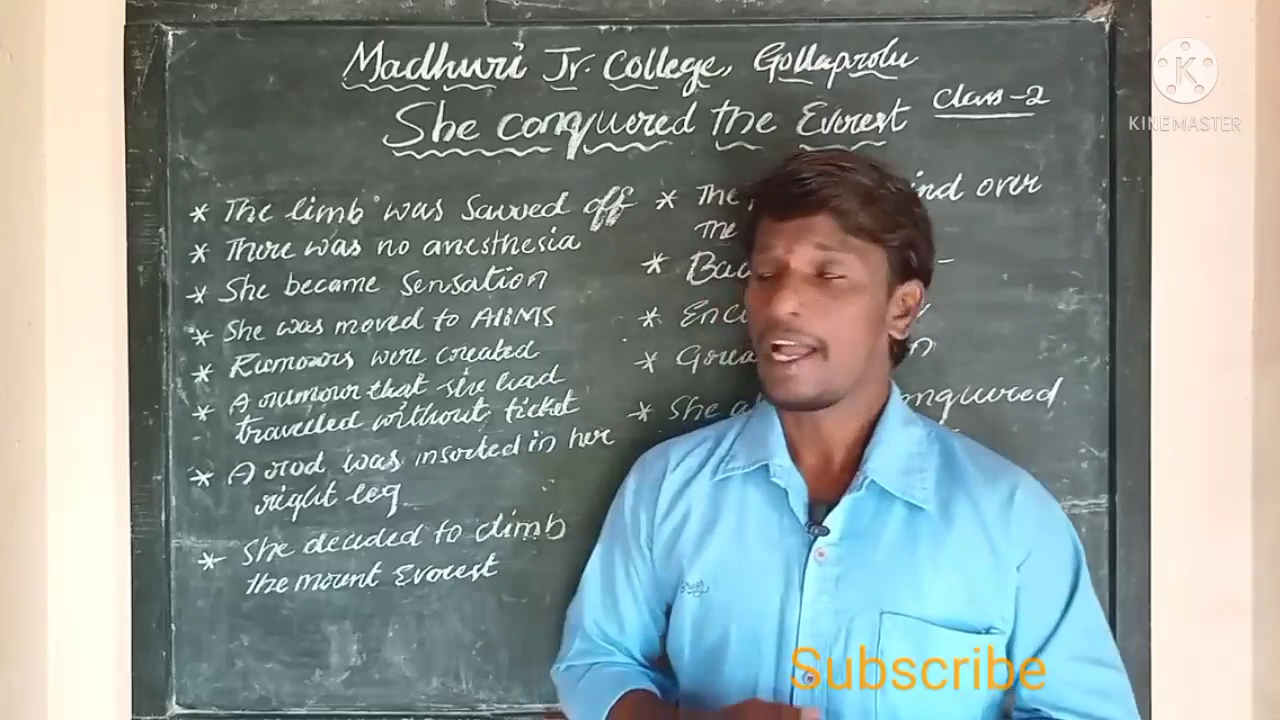 Madhuri Jr. College, Gollaprolu
She conquered the Everest
Class-2
* The limb was Sawed off
* There was no anesthesia
* She became Sensation
* She was moved to AIIMS
* Rumours were created
* A rumour that she had
travelled without ticket
* A rod was inserted in her
right leg
* She decided to climb
the mount Everest
* The over
The
*
*
*
* She
KINEMASTER
Subscribe